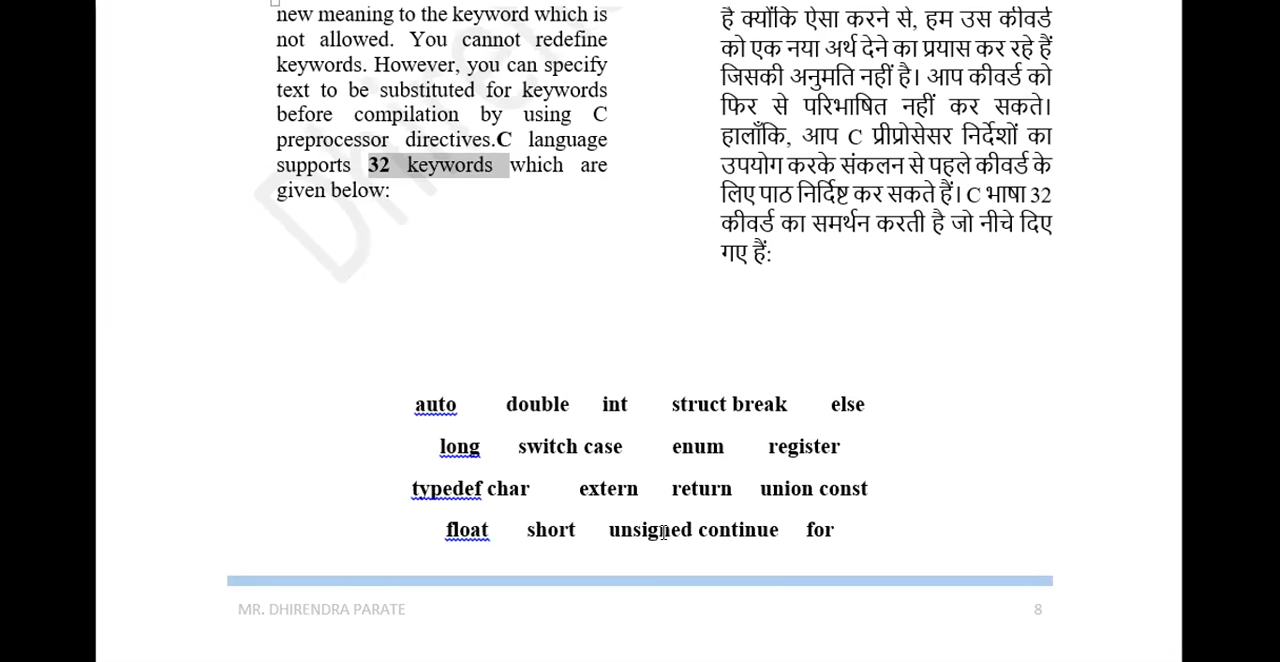 new meaning to the keyword which is
not allowed. You cannot redefine
keywords. However, you can specify
text to be substituted for keywords
before compilation by using C
preprocessor directives.C language
supports 32 keywords which are
given below:
है क्योंकि ऐसा करने से, हम उस कीवर्ड
को एक नया अर्थ देने का प्रयास कर रहे हैं
जिसकी अनुमति नहीं है। आप कीवर्ड को
फिर से परिभाषित नहीं कर सकते।
हालाँकि, आप C प्रीप्रोसेसर निर्देशों का
उपयोग करके संकलन से पहले कीवर्ड के
लिए पाठ निर्दिष्ट कर सकते हैं। C भाषा 32
कीवर्ड का समर्थन करती है जो नीचे दिए
गए हैं:
auto double int struct break else
long switch case enum register
typedef char extern return union const
float short unsigned continue for
MR. DHIRENDRA PARATE 8